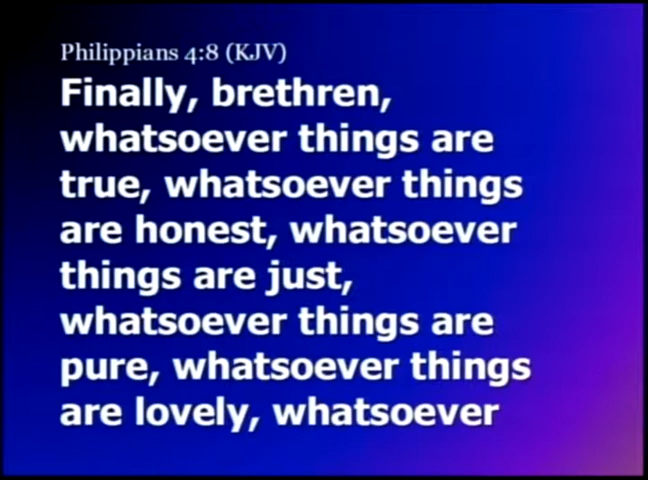 Philippians 4:8 (KJV)
Finally, brethren,
whatsoever things are
true, whatsoever things
are honest, whatsoever
things are just,
whatsoever things are
pure, whatsoever things
are lovely, whatsoever